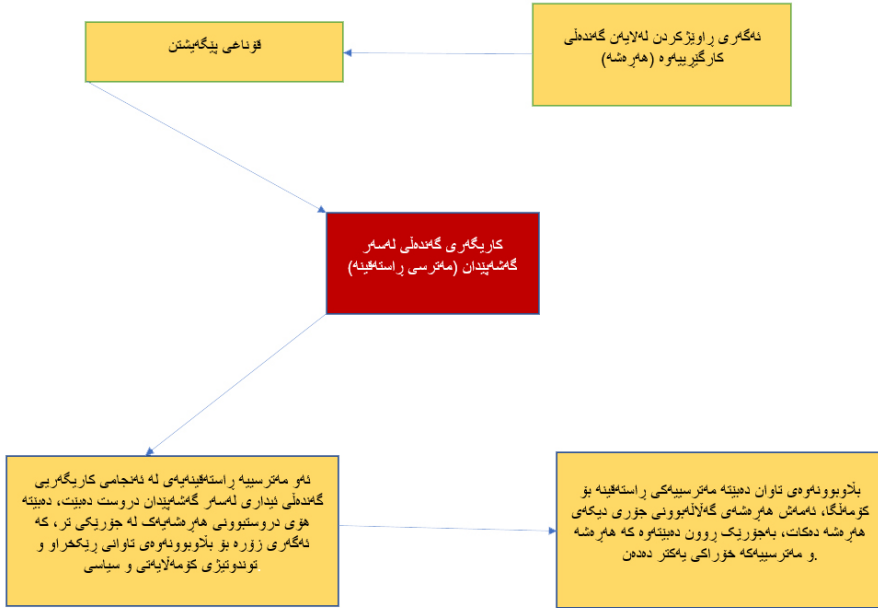 ئەگەری ڕاوێژکردن لەلایەن گەندەڵی
کارگێڕییەوە (هەڕەشە)
قۆناغی پێگەیشتن
کاریگەری گەندەڵی لەسەر
گەشەپێدان (مەترسی ڕاستەقینە)
ئەو مەترسییە ڕاستەقینەیەی لە ئەنجامی کاریگەریی
گەندەڵی ئیداری لەسەر گەشەپێدان دروست دەبێت، دەبێتە
هۆی دروستبوونی هەڕەشەیەک لە جۆرێکی تر، کە
ئەگەری زۆرە بۆ بڵاوبوونەوەی تاوانی ڕێکخراو و
توندوتیژی کۆمەڵایەتی و سیاسی
بڵاوبوونەوەی تاوان دەبێتە مەترسییەکی ڕاستەقینە بۆ
کۆمەڵگا، ئەمەش هەڕەشەی گەڵاڵەبوونی جۆری دیکەی
هەڕەشە دەکات، بەجۆرێک ڕوون دەبێتەوە کە هەڕەشە
و مەترسییەکە خۆراکی یەکتر دەدەن.